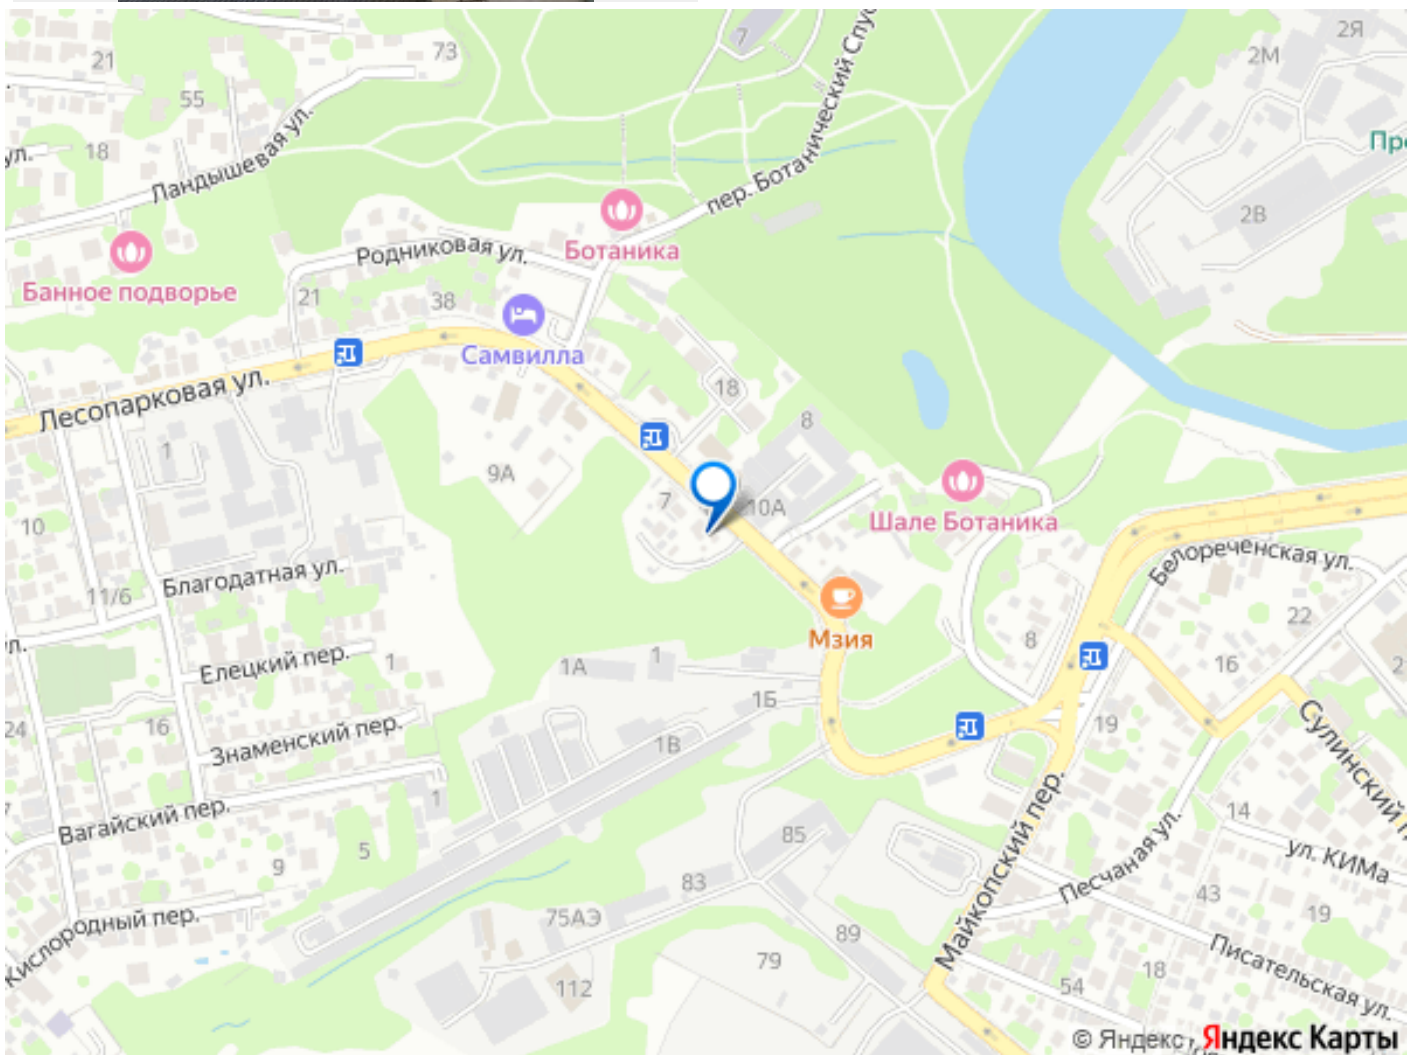 7
2Я
21
73
2М
55
ул.
18
Ландышевая ул.
пер. Ботанический Спус
2В
Родниковая ул.
Ботаника
Банное подворье
21
38
Самвилла
Лесопарковая ул.
18
8
1
9А
7
10А
10
Шале Ботаника
Белореченская ул.
Благодатная ул.
11/6
22
Мзия
8
Елецкий пер.
1
1А
1
16
1Б
24
16
Знаменский пер.
1В
19
Сулинский п
Вагайский пер.
1
14
ул. КИМа
85
Майкопский пер.
Песчаная ул.
5
9
83
43
19
75АЭ
Кислородный пер.
89
Писательская ул.
79
18
112
54
© Яндекс
Яндекс Карты